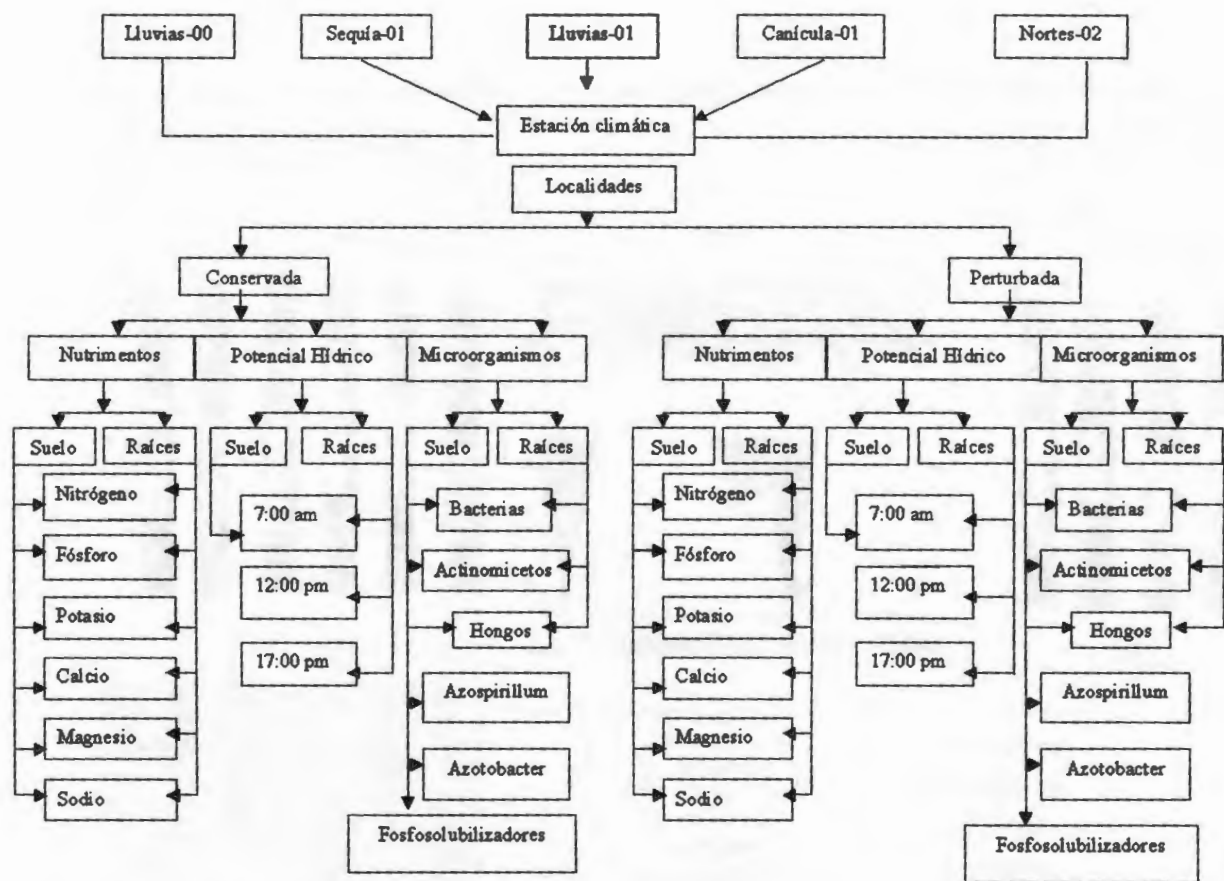 Lluvias-00
Sequía-01
Lluvias-01
Canícula-01
Nortes-02
Estación climática
Localidades
Conservada
Perturbada
Nutrimentos
Potencial Hídrico
Microorganismos
Nutrimentos
Potencial Hídrico
Microorganismos
Suelo
Raíces
Suelo
Raíces
Suelo
Raíces
Suelo
Raíces
Suelo
Raíces
Suelo
Raíces
Nitrógeno
Fósforo
Potasio
Calcio
Magnesio
Sodio
7:00 am
12:00 pm
17:00 pm
Bacterias
Actinomicetos
Hongos
Azospirillum
Azotobacter
Fosfosolubilizadores
Nitrógeno
Fósforo
Potasio
Calcio
Magnesio
Sodio
7:00 am
12:00 pm
17:00 pm
Bacterias
Actinomicetos
Hongos
Azospirillum
Azotobacter
Fosfosolubilizadores